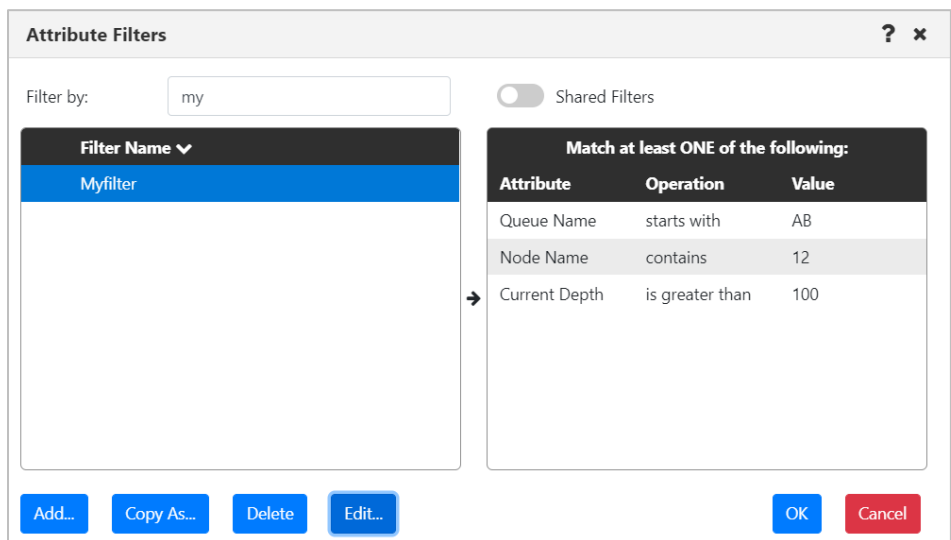 Attribute Filters ? ×
Filter by: my Shared Filters
Filter Name
Myfilter
Match at least ONE of the following:
Attribute Operation Value
Queue Name starts with AB
Node Name contains 12
Current Depth is greater than 100
Add... Copy As... Delete Edit... OK Cancel